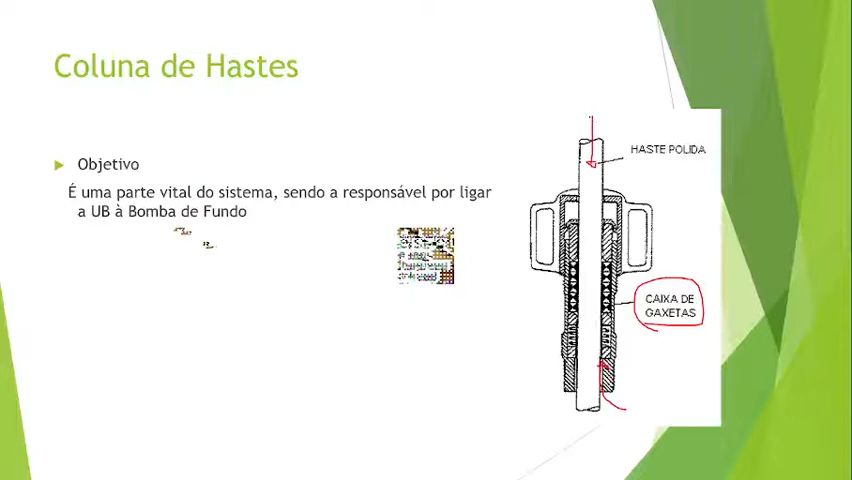 Coluna de Hastes
Objetivo
É uma parte vital do sistema, sendo a responsável por ligar
a UB à Bomba de Fundo
HASTE POLIDA
CAIXA DE
GAXETAS